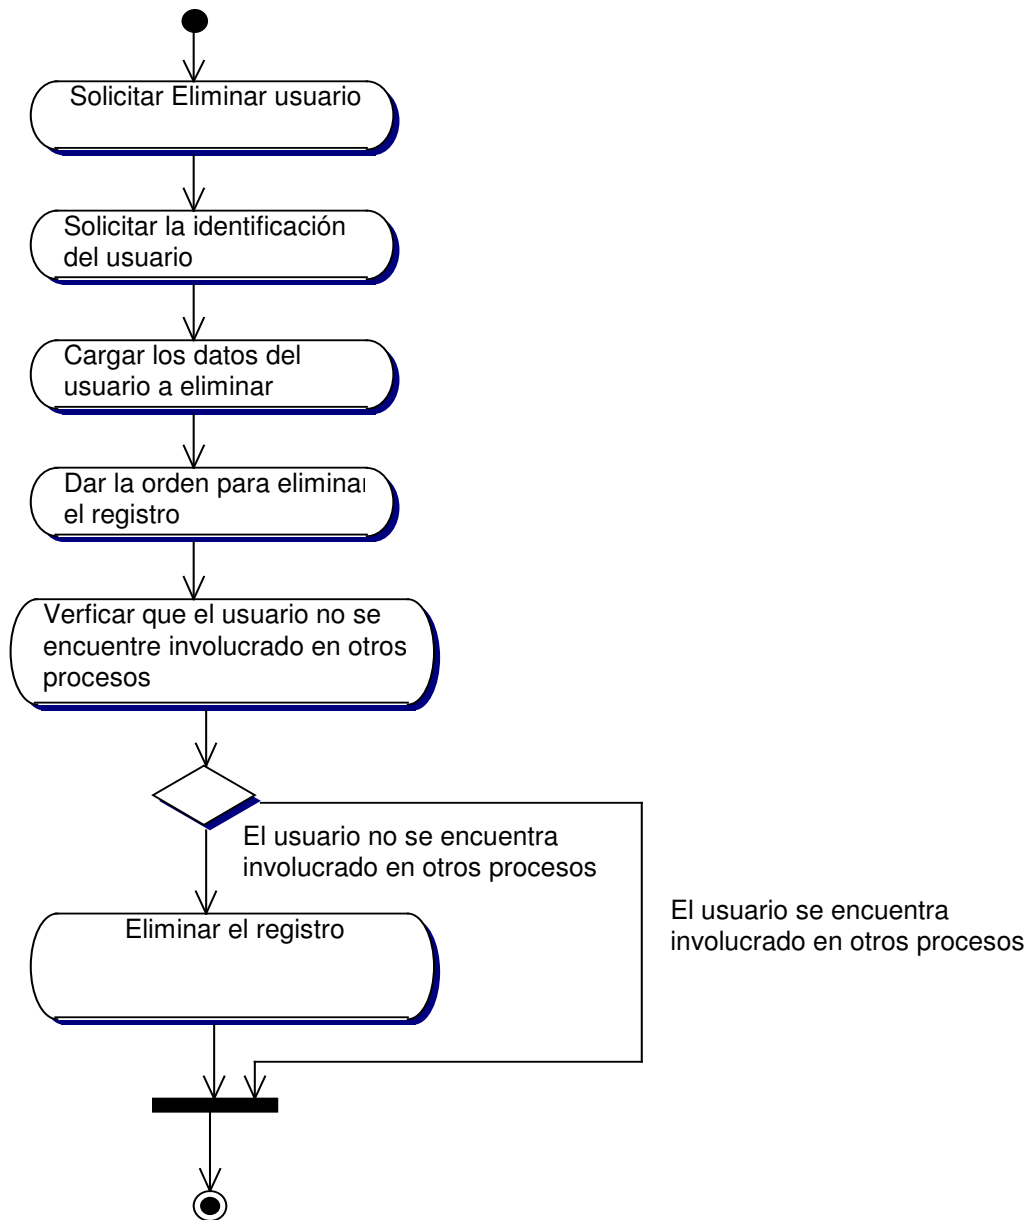 Solicitar Eliminar usuario
Solicitar la identificación
del usuario
Cargar los datos del
usuario a eliminar
Dar la orden para eliminar
el registro
Verficar que el usuario no se
encuentre involucrado en otros
procesos
El usuario no se encuentra
involucrado en otros procesos
El usuario se encuentra
involucrado en otros procesos
Eliminar el registro